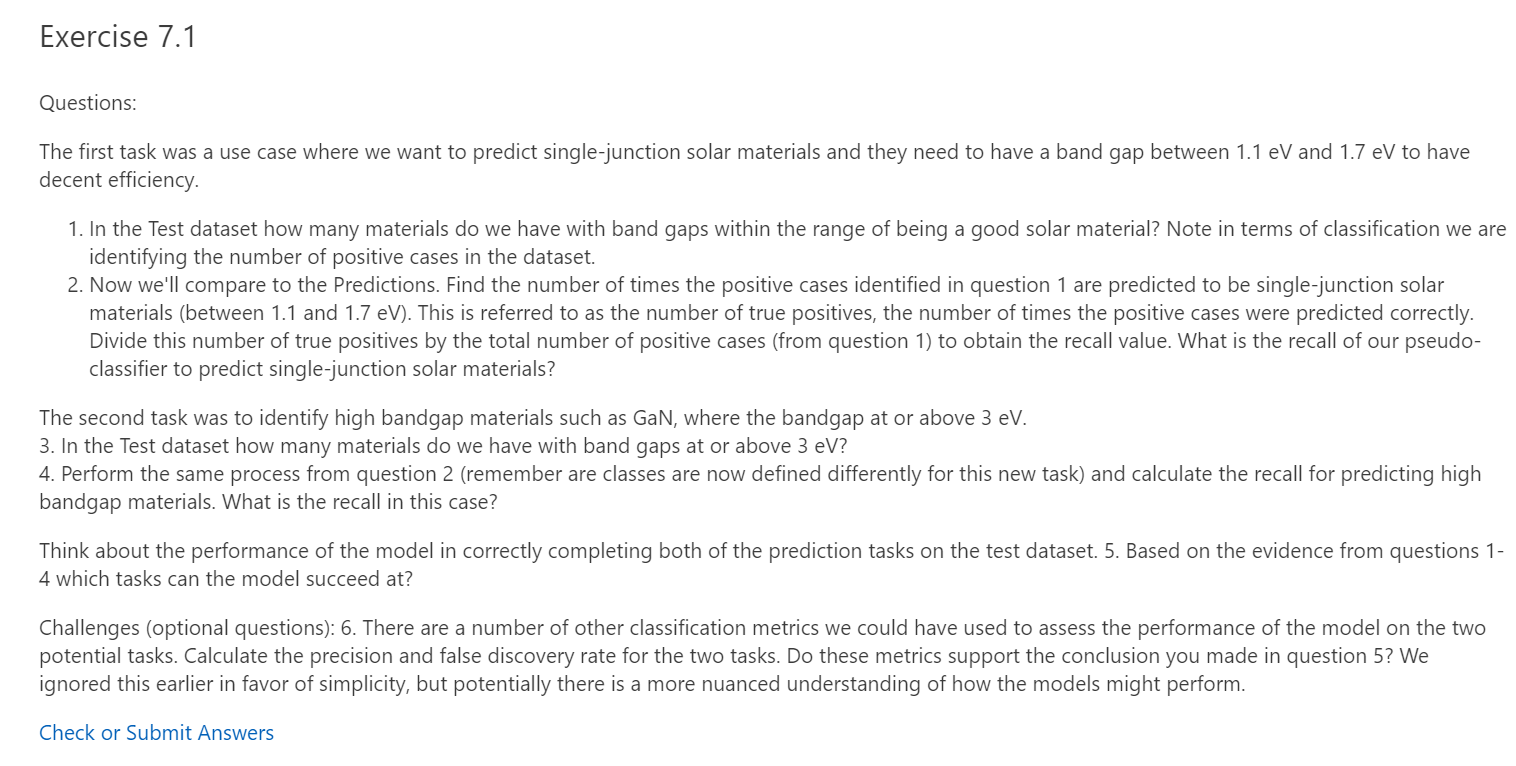 Exercise 7.1
Questions:
The first task was a use case where we want to predict single-junction solar materials and they need to have a band gap between 1.1 eV and 1.7 eV to have
decent efficiency.
1. In the Test dataset how many materials do we have with band gaps within the range of being a good solar material? Note in terms of classification we are
identifying the number of positive cases in the dataset.
2. Now we'll compare to the Predictions. Find the number of times the positive cases identified in question 1 are predicted to be single-junction solar
materials (between 1.1 and 1.7 eV). This is referred to as the number of true positives, the number of times the positive cases were predicted correctly.
Divide this number of true positives by the total number of positive cases (from question 1) to obtain the recall value. What is the recall of our pseudo-
classifier to predict single-junction solar materials?
The second task was to identify high bandgap materials such as GaN, where the bandgap at or above 3 eV.
3. In the Test dataset how many materials do we have with band gaps at or above 3 eV?
4. Perform the same process from question 2 (remember are classes are now defined differently for this new task) and calculate the recall for predicting high
bandgap materials. What is the recall in this case?
Think about the performance of the model in correctly completing both of the prediction tasks on the test dataset. 5. Based on the evidence from questions 1-
4 which tasks can the model succeed at?
Challenges (optional questions): 6. There are a number of other classification metrics we could have used to assess the performance of the model on the two
potential tasks. Calculate the precision and false discovery rate for the two tasks. Do these metrics support the conclusion you made in question 5? We
ignored this earlier in favor of simplicity, but potentially there is a more nuanced understanding of how the models might perform.
Check or Submit Answers